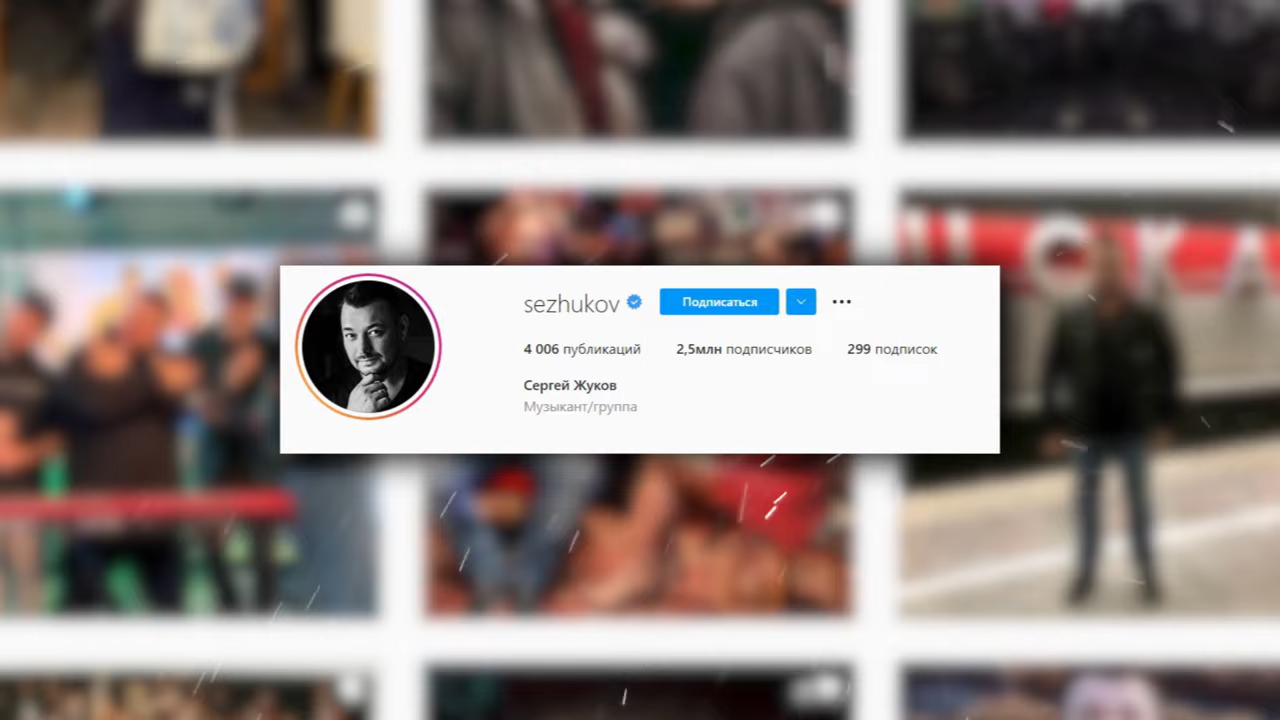 sezhukov Подписаться
4 006 публикаций 2,5млн подписчиков 299 подписок
Сергей Жуков
Музыкант/группа